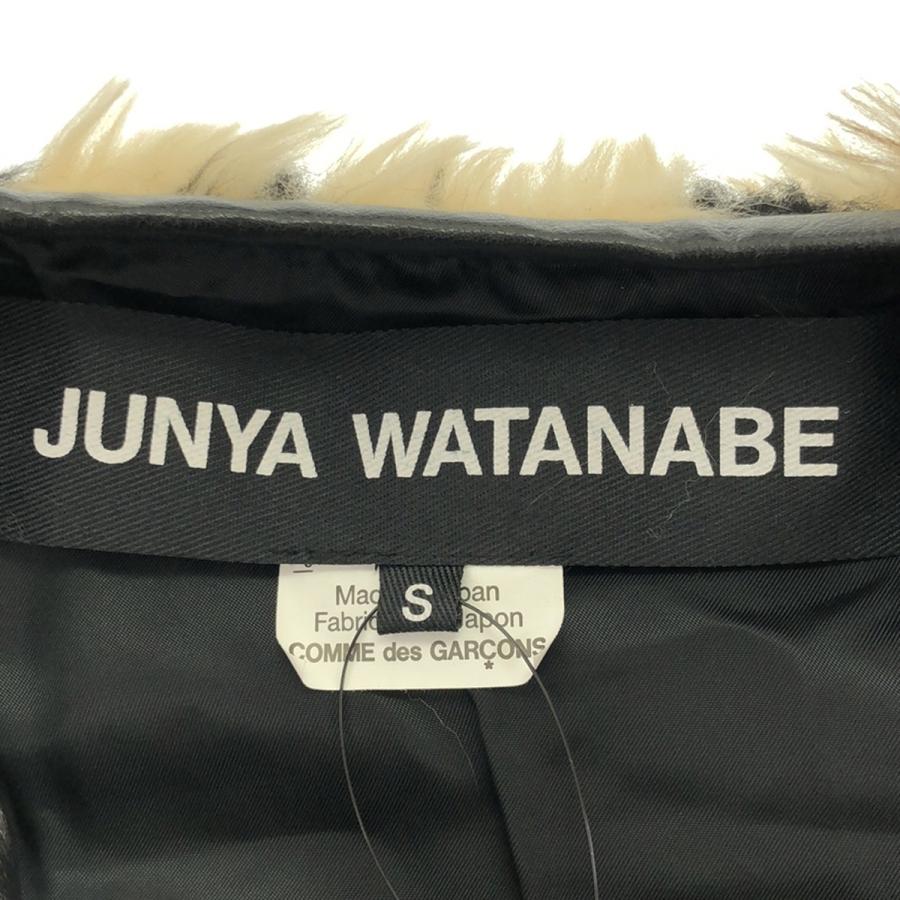 JUNYA WATANABE
S
COMME des GARÇONS
*